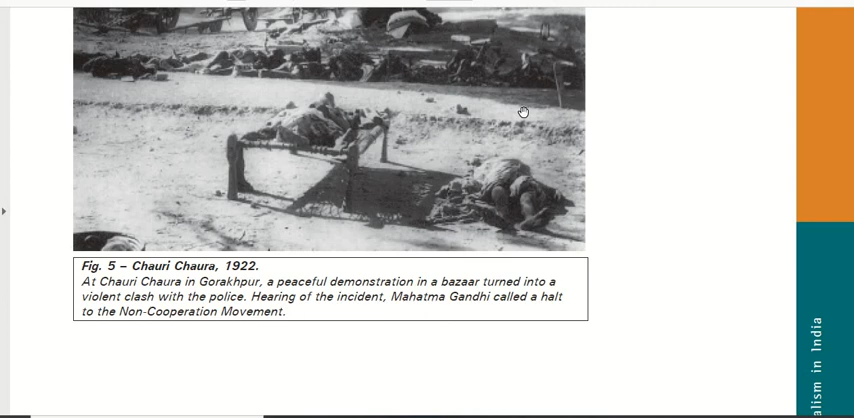 Fig. 5 – Chauri Chaura, 1922.
At Chauri Chaura in Gorakhpur, a peaceful demonstration in a bazaar turned into a
violent clash with the police. Hearing of the incident, Mahatma Gandhi called a halt
to the Non-Cooperation Movement.
alism in India